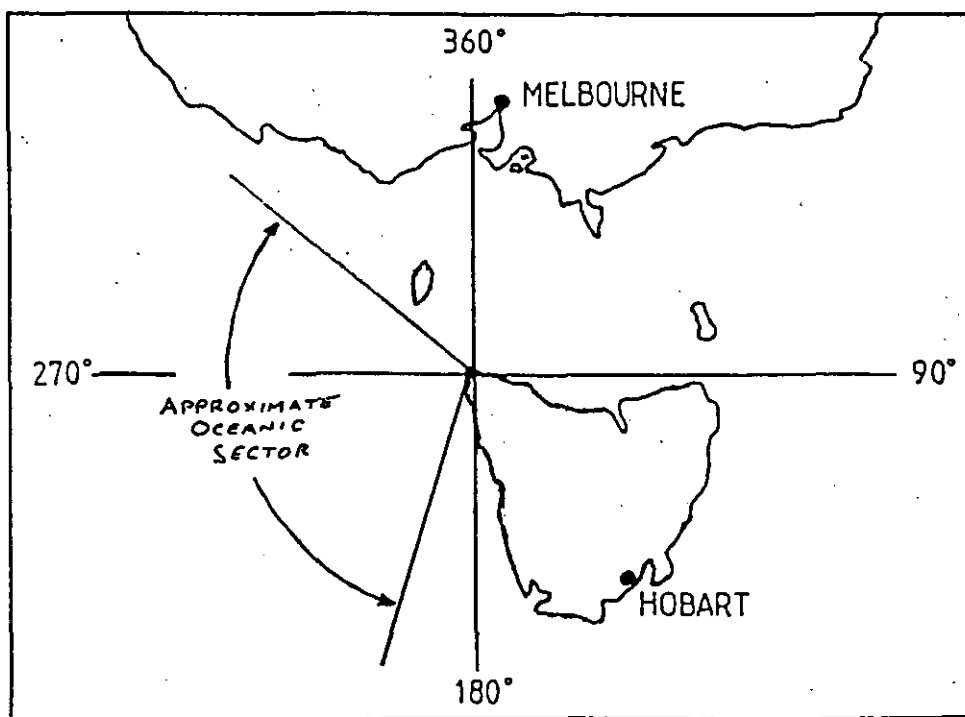 360°
MELBOURNE
270°
90°
APPROXIMATE
OCEANIC
SECTOR
HOBART
180°